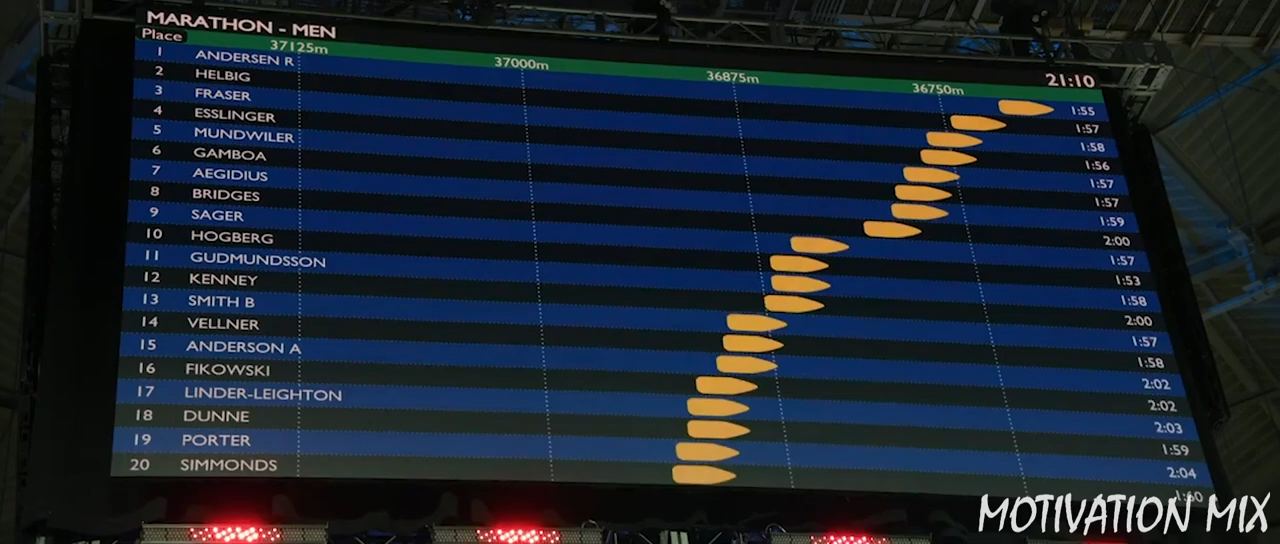 MARATHON - MEN
Place 37125m 37000m 36875m 36750m 21:10
1 ANDERSEN R 1:55
2 HELBIG 1:57
3 FRASER 1:58
4 ESSLINGER 1:56
5 MUNDWILER 1:57
6 GAMBOA 1:57
7 AEGIDIUS 1:59
8 BRIDGES 2:00
9 SAGER 1:57
10 HOGBERG 1:53
11 GUDMUNDSSON 1:58
12 KENNEY 2:00
13 SMITH B 1:57
14 VELLNER 1:58
15 ANDERSON A 2:02
16 FIKOWSKI 2:02
17 LINDER-LEIGHTON 2:03
18 DUNNE 1:59
19 PORTER 2:04
20 SIMMONDS
MOTIVATION MIX